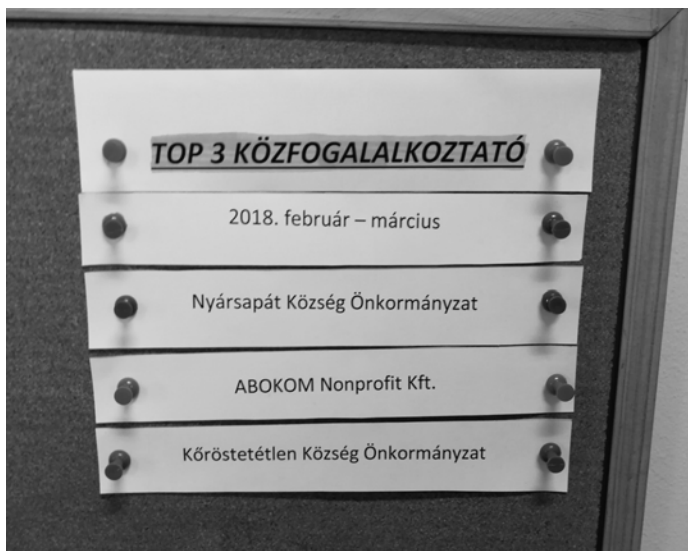 TOP 3 KÖZFOGALALKOZTATÓ
2018. február – március
Nyársapát Község Önkormányzat
ABOKOM Nonprofit Kft.
Kőröstetétlen Község Önkormányzat